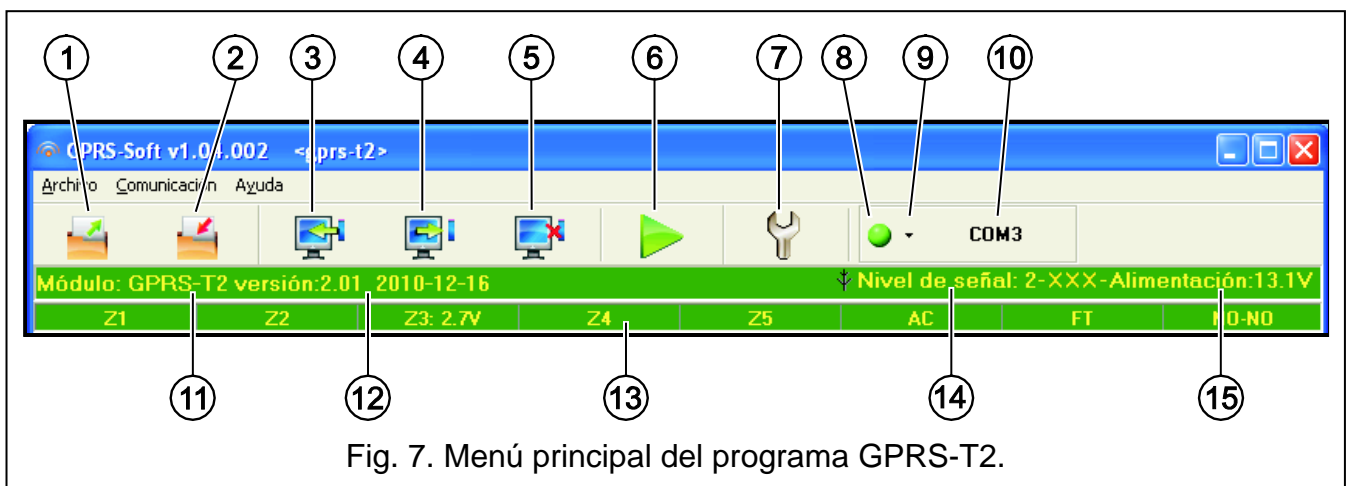 1 2 3 4 5 6 7 8 9 10
GPRS-Soft v1.04.002 <gprs-t2>
Archivo Comunicación Ayuda
COM3
Módulo: GPRS-T2 versión:2.01 2010-12-16 Nivel de señal: 2-XXX-Alimentación:13.1V
Z1 Z2 Z3: 2.7V Z4 Z5 AC FT NO-NO
11 12 13 14 15
Fig. 7. Menú principal del programa GPRS-T2.